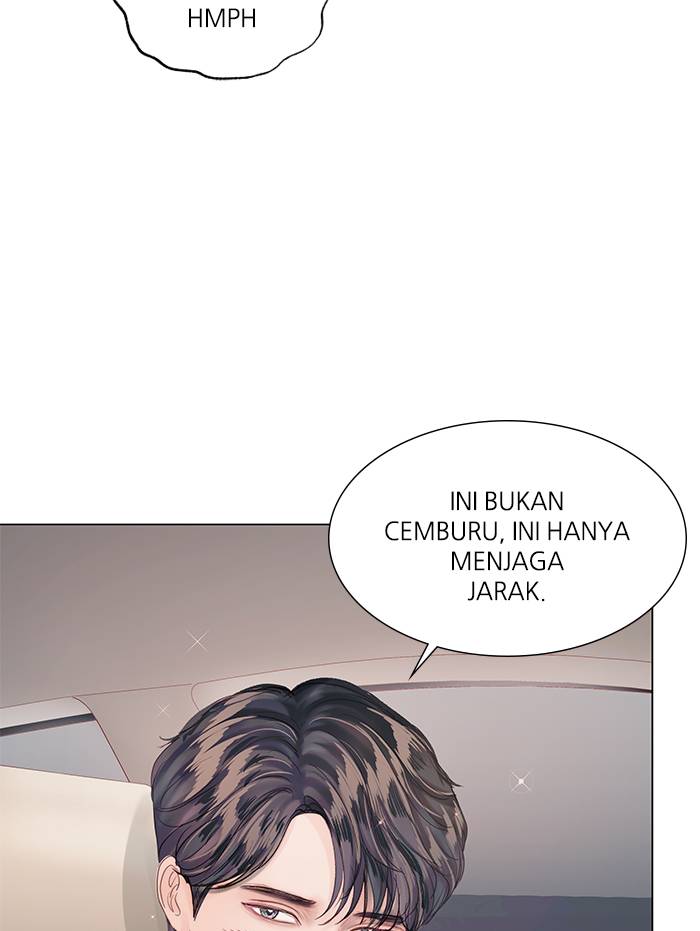 HMPH
INI BUKAN
CEMBURU, INI HANYA
MENJAGA
JARAK.